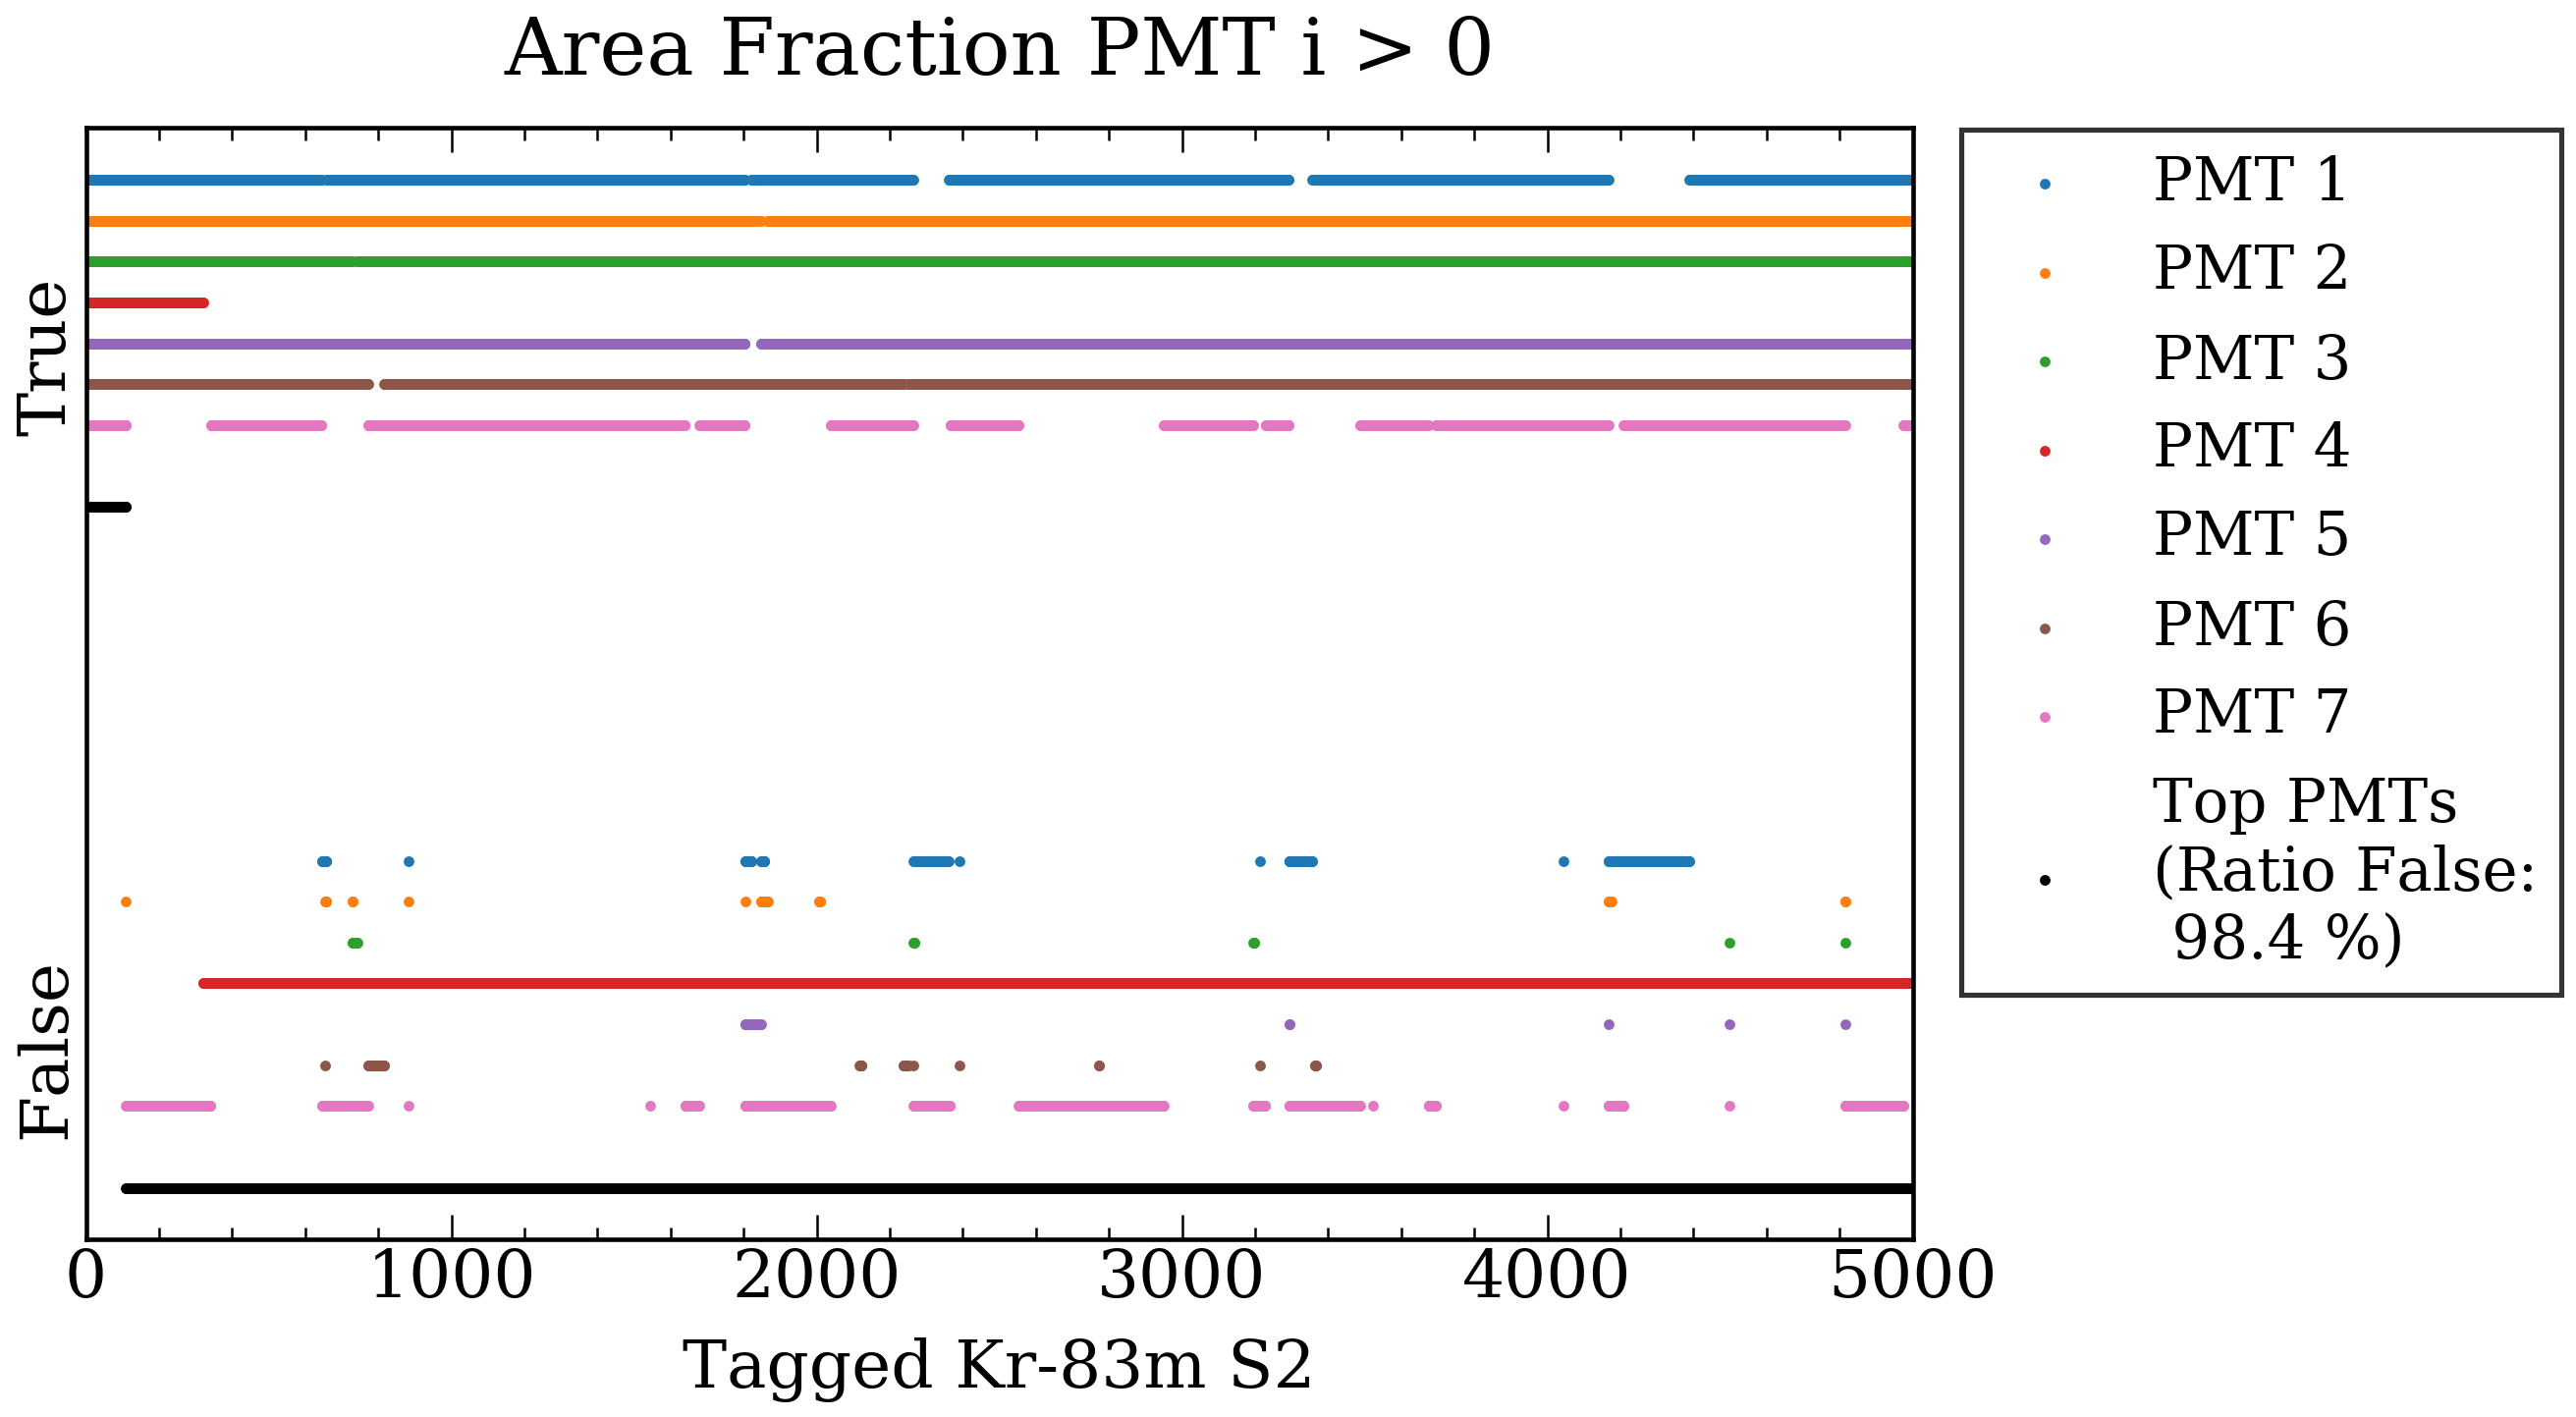 Area Fraction PMT i > 0
True
False
0 1000 2000 3000 4000 5000
Tagged Kr-83m S2
PMT 1
PMT 2
PMT 3
PMT 4
PMT 5
PMT 6
PMT 7
Top PMTs
(Ratio False:
98.4 %)